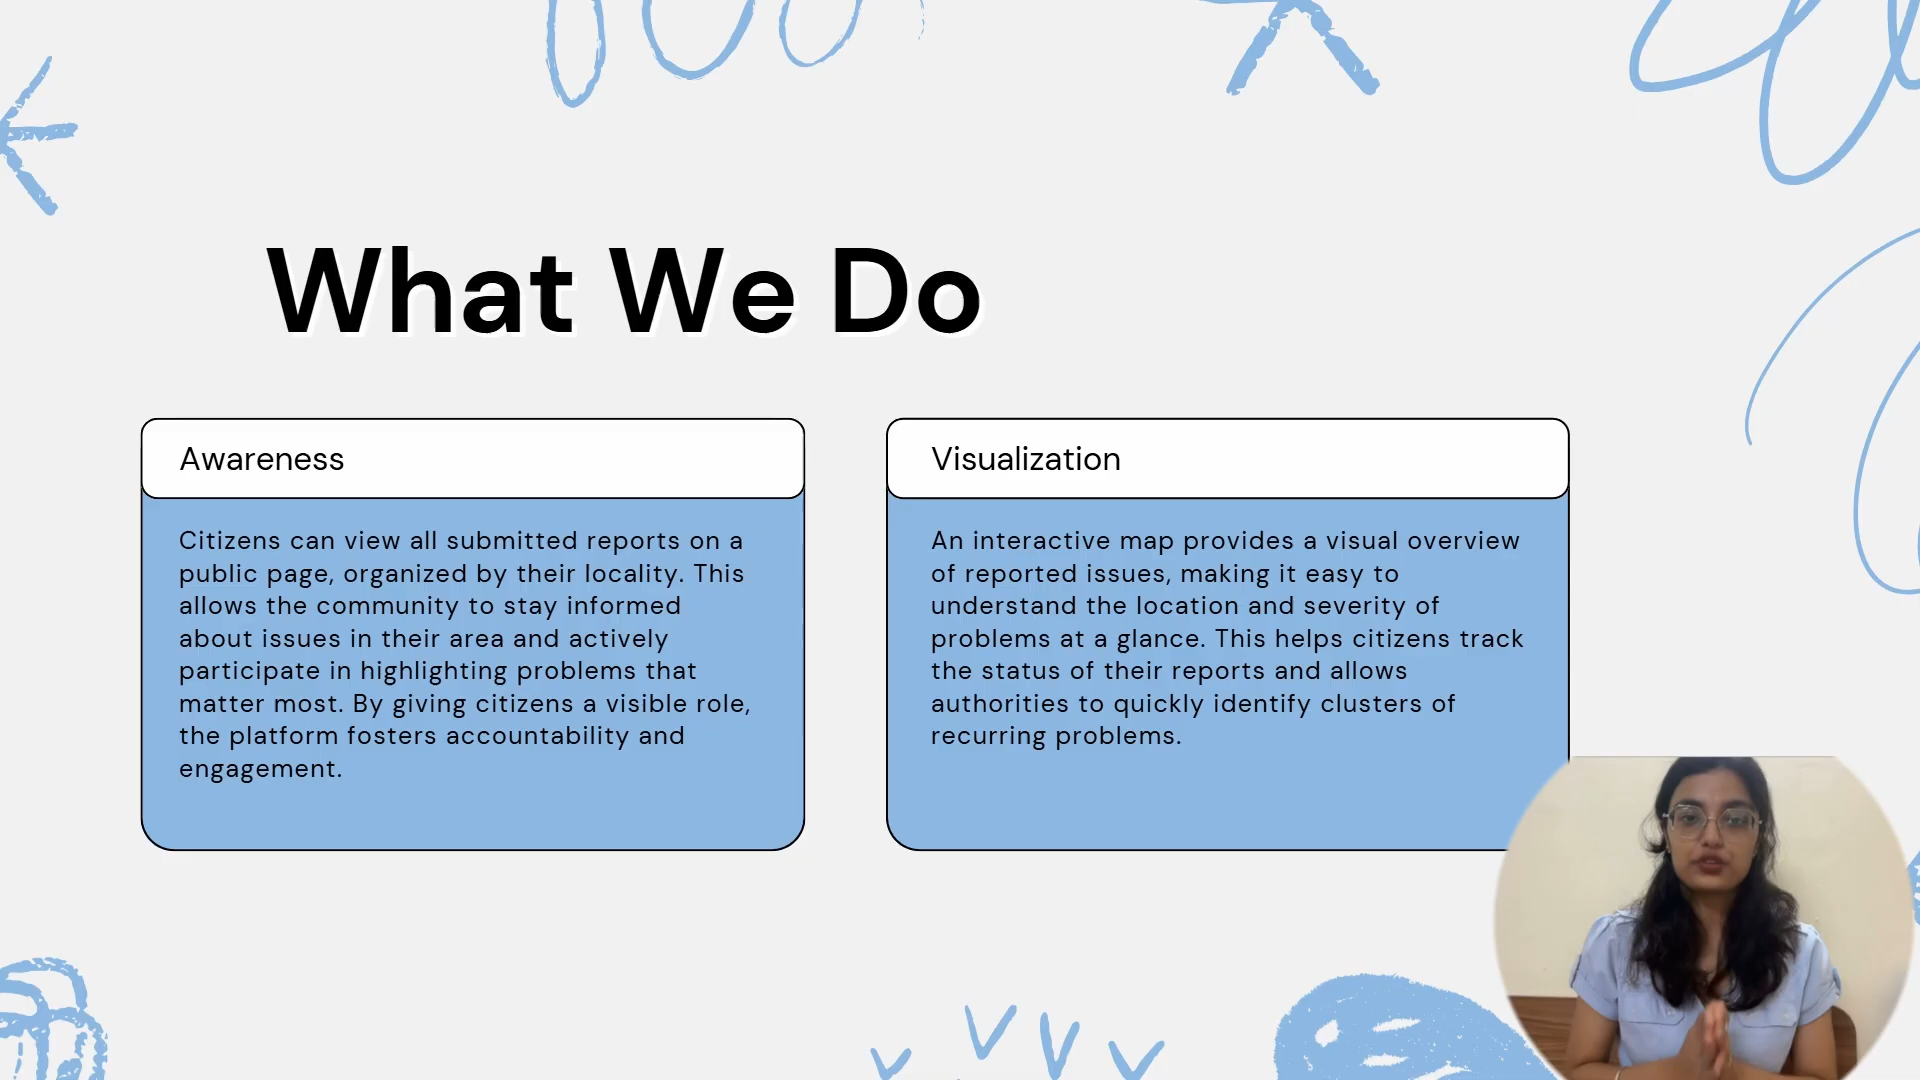 What We Do
Awareness
Citizens can view all submitted reports on a
public page, organized by their locality. This
allows the community to stay informed
about issues in their area and actively
participate in highlighting problems that
matter most. By giving citizens a visible role,
the platform fosters accountability and
engagement.
Visualization
An interactive map provides a visual overview
of reported issues, making it easy to
understand the location and severity of
problems at a glance. This helps citizens track
the status of their reports and allows
authorities to quickly identify clusters of
recurring problems.